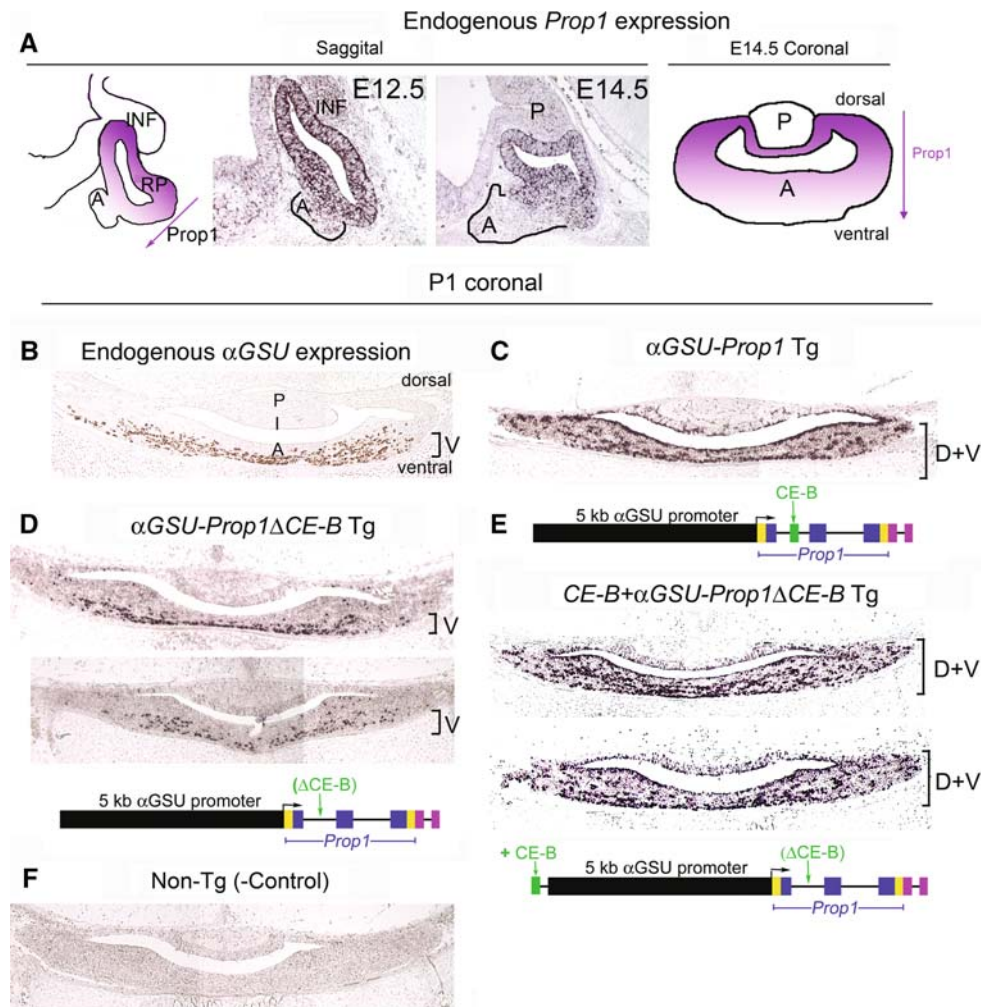 Endogenous Prop1 expression
A
Saggital
E14.5 Coronal
INF
RP
A
Prop1
INF
E12.5
A
P
E14.5
A
dorsal
P
A
ventral
Prop1
P1 coronal
B
Endogenous αGSU expression
dorsal
P
I
A
V
ventral
C
αGSU-Prop1 Tg
D+V
CE-B
5 kb αGSU promoter
Prop1
D
αGSU-Prop1ΔCE-B Tg
V
V
(ΔCE-B)
5 kb αGSU promoter
Prop1
E
CE-B+αGSU-Prop1ΔCE-B Tg
D+V
D+V
+ CE-B
(ΔCE-B)
5 kb αGSU promoter
Prop1
F
Non-Tg (-Control)